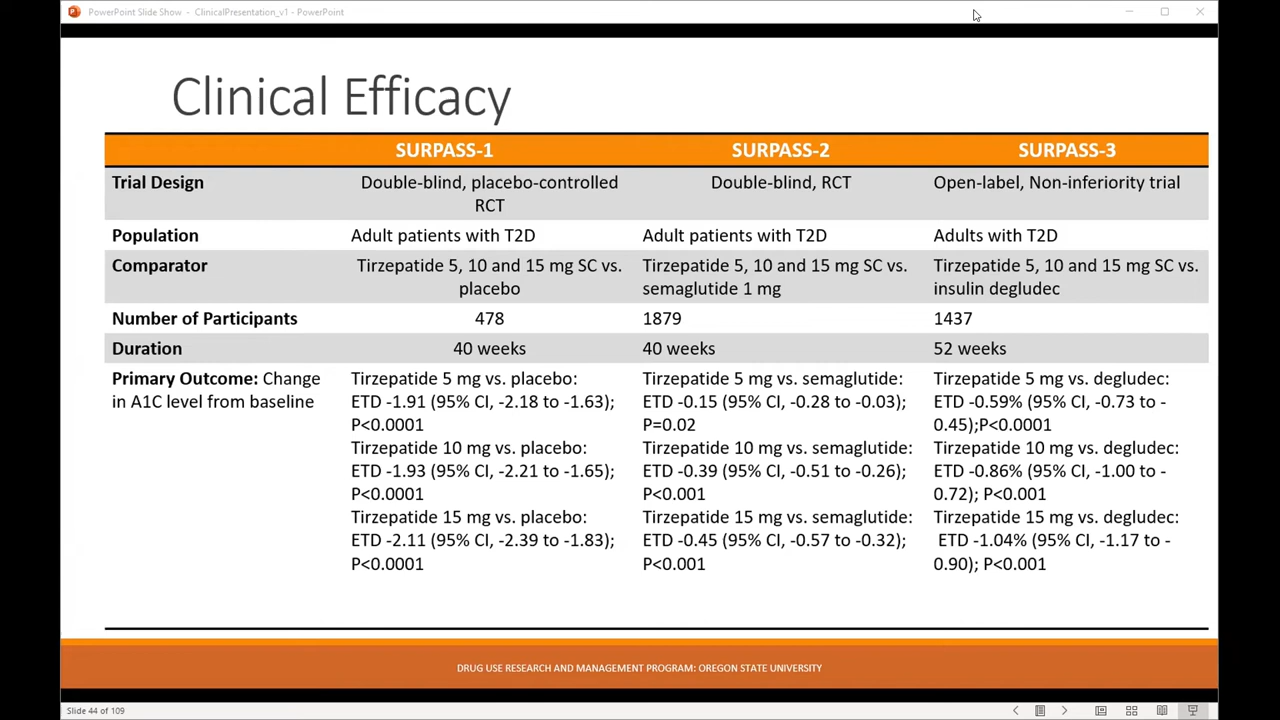 PowerPoint Slide Show - ClinicalPresentation_v1 - PowerPoint
Clinical Efficacy
SURPASS-1 SURPASS-2 SURPASS-3
Trial Design
Double-blind, placebo-controlled
RCT
Double-blind, RCT
Open-label, Non-inferiority trial
Population
Adult patients with T2D
Adult patients with T2D
Adults with T2D
Comparator
Tirzepatide 5, 10 and 15 mg SC vs.
placebo
Tirzepatide 5, 10 and 15 mg SC vs.
semaglutide 1 mg
Tirzepatide 5, 10 and 15 mg SC vs.
insulin degludec
Number of Participants
478
1879
1437
Duration
40 weeks
40 weeks
52 weeks
Primary Outcome: Change
in A1C level from baseline
Tirzepatide 5 mg vs. placebo:
ETD -1.91 (95% CI, -2.18 to -1.63);
P<0.0001
Tirzepatide 10 mg vs. placebo:
ETD -1.93 (95% CI, -2.21 to -1.65);
P<0.0001
Tirzepatide 15 mg vs. placebo:
ETD -2.11 (95% CI, -2.39 to -1.83);
P<0.0001
Tirzepatide 5 mg vs. semaglutide:
ETD -0.15 (95% CI, -0.28 to -0.03);
P=0.02
Tirzepatide 10 mg vs. semaglutide:
ETD -0.39 (95% CI, -0.51 to -0.26);
P<0.001
Tirzepatide 15 mg vs. semaglutide:
ETD -0.45 (95% CI, -0.57 to -0.32);
P<0.001
Tirzepatide 5 mg vs. degludec:
ETD -0.59% (95% CI, -0.73 to -
0.45);P<0.0001
Tirzepatide 10 mg vs. degludec:
ETD -0.86% (95% CI, -1.00 to -
0.72); P<0.001
Tirzepatide 15 mg vs. degludec:
ETD -1.04% (95% CI, -1.17 to -
0.90); P<0.001
DRUG USE RESEARCH AND MANAGEMENT PROGRAM: OREGON STATE UNIVERSITY
Slide 44 of 109